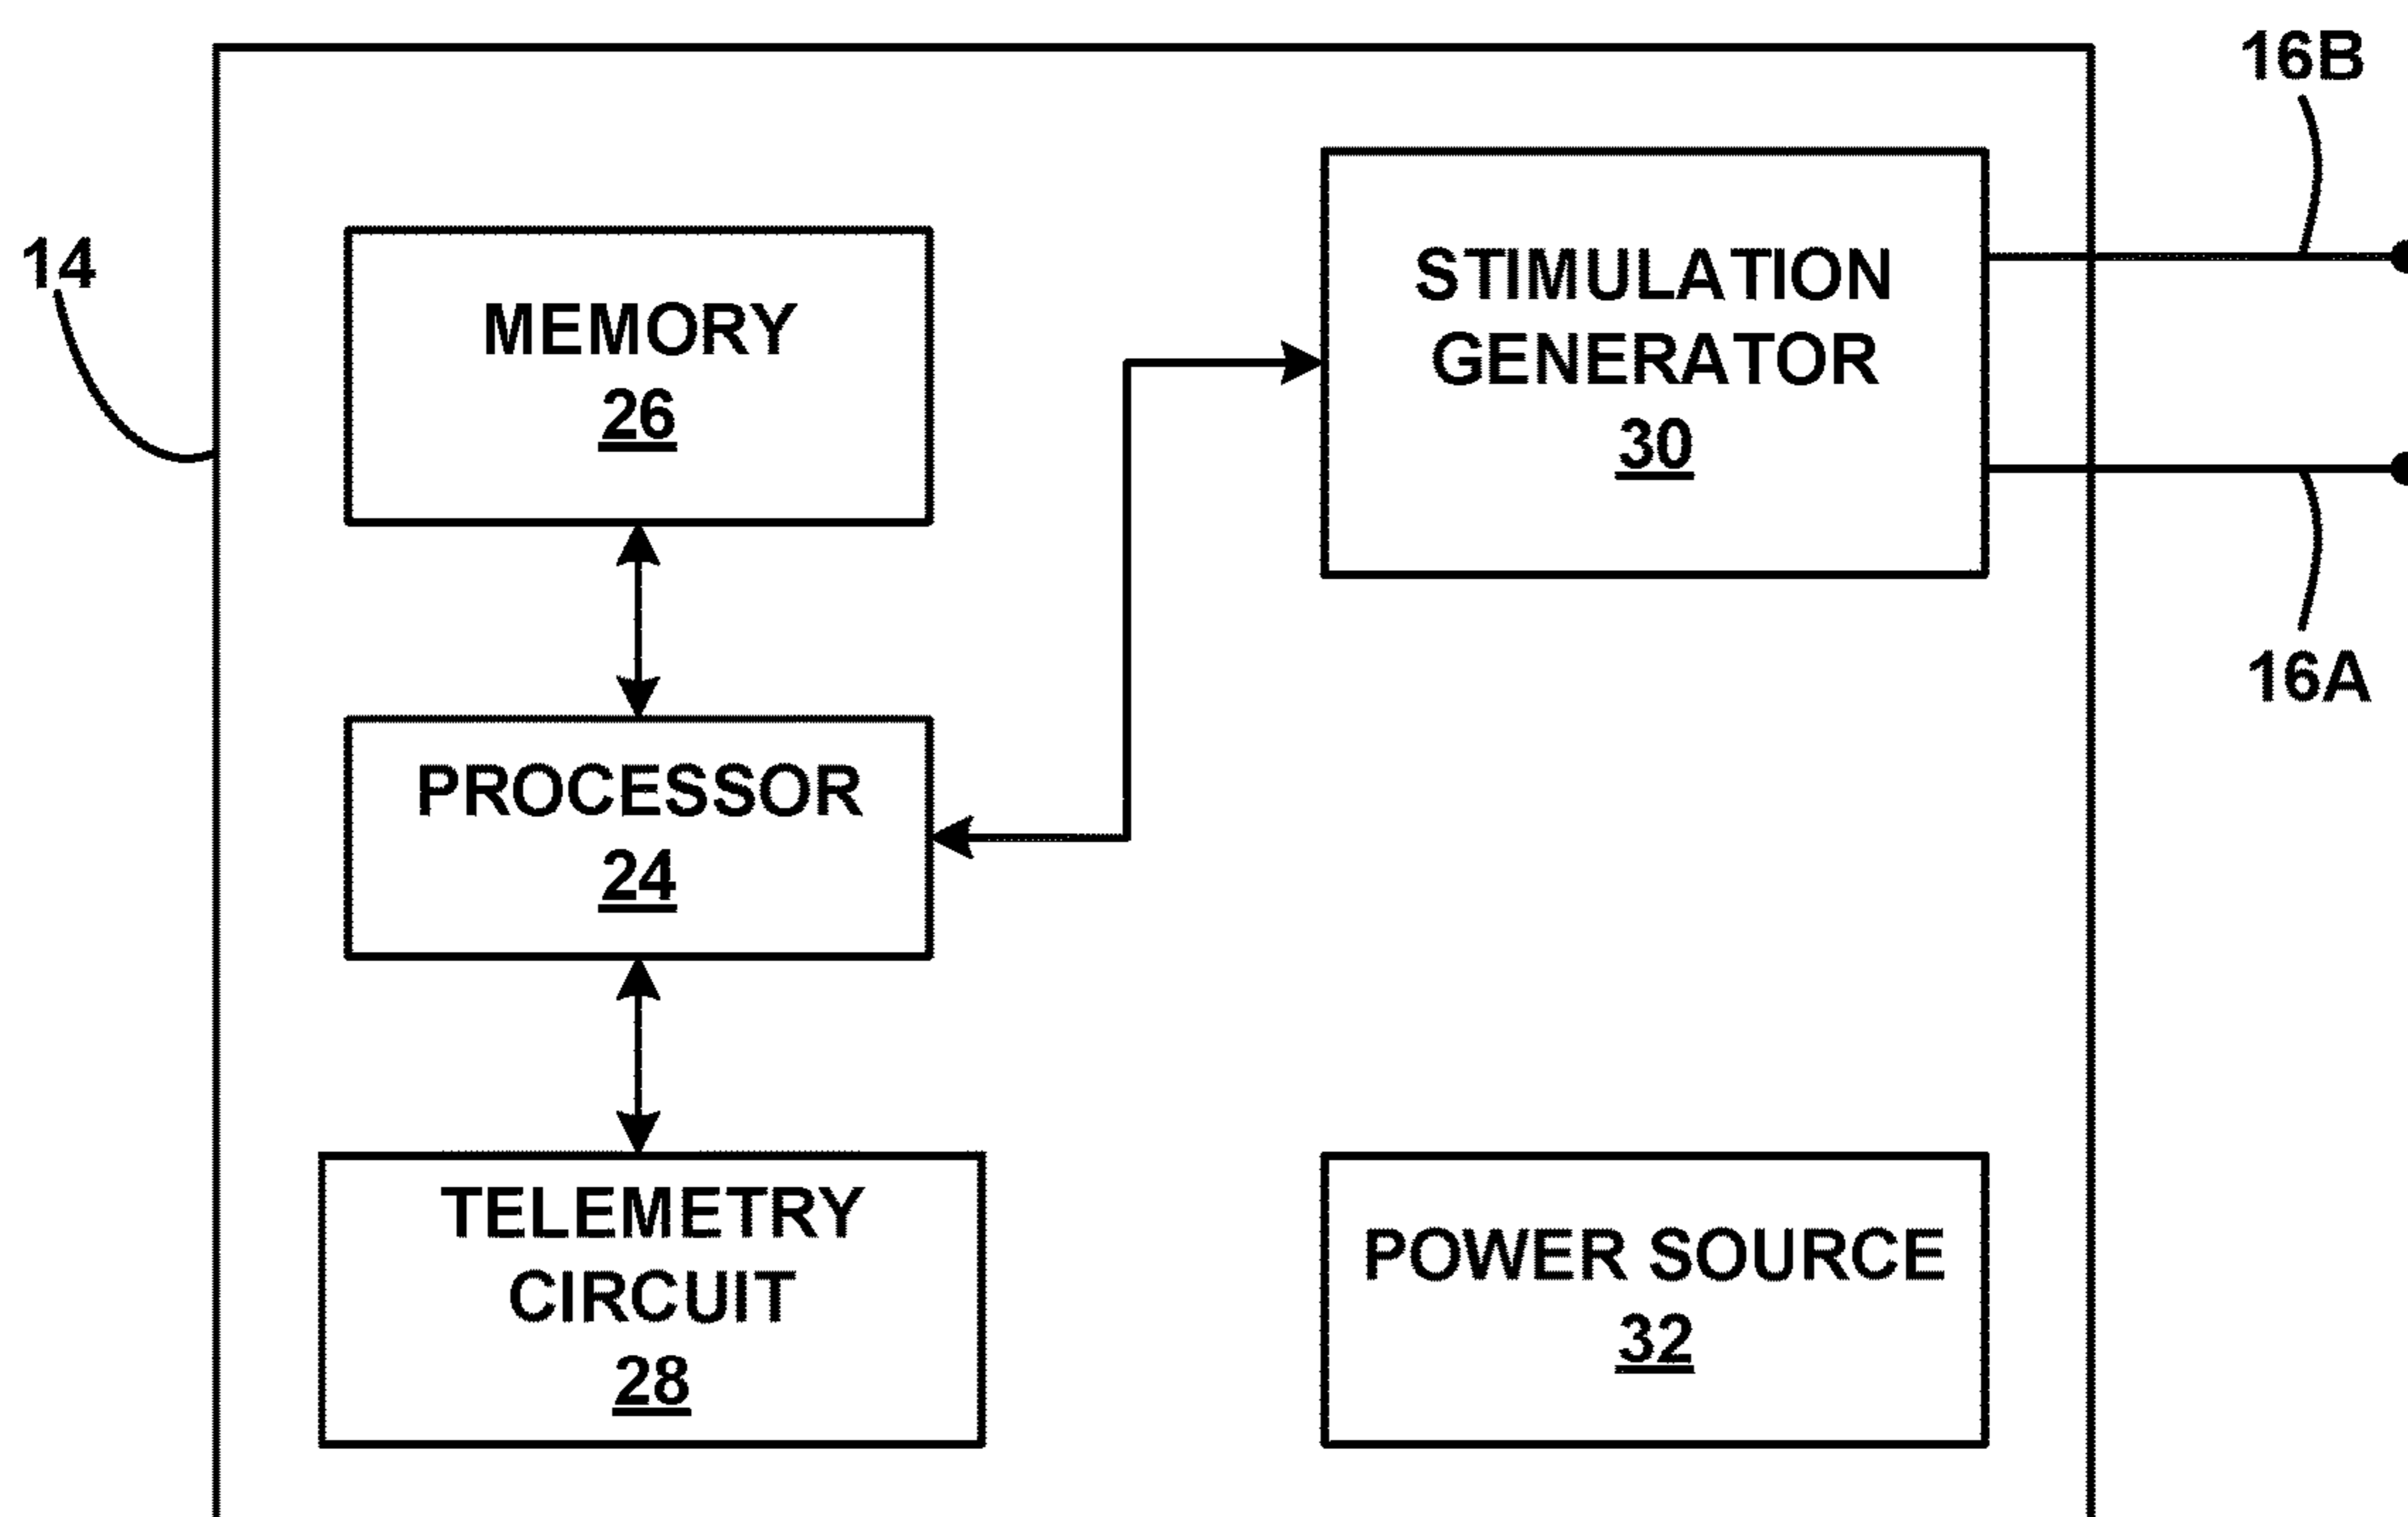 14
16B
MEMORY
26
STIMULATION
GENERATOR
30
16A
PROCESSOR
24
TELEMETRY
CIRCUIT
28
POWER SOURCE
32